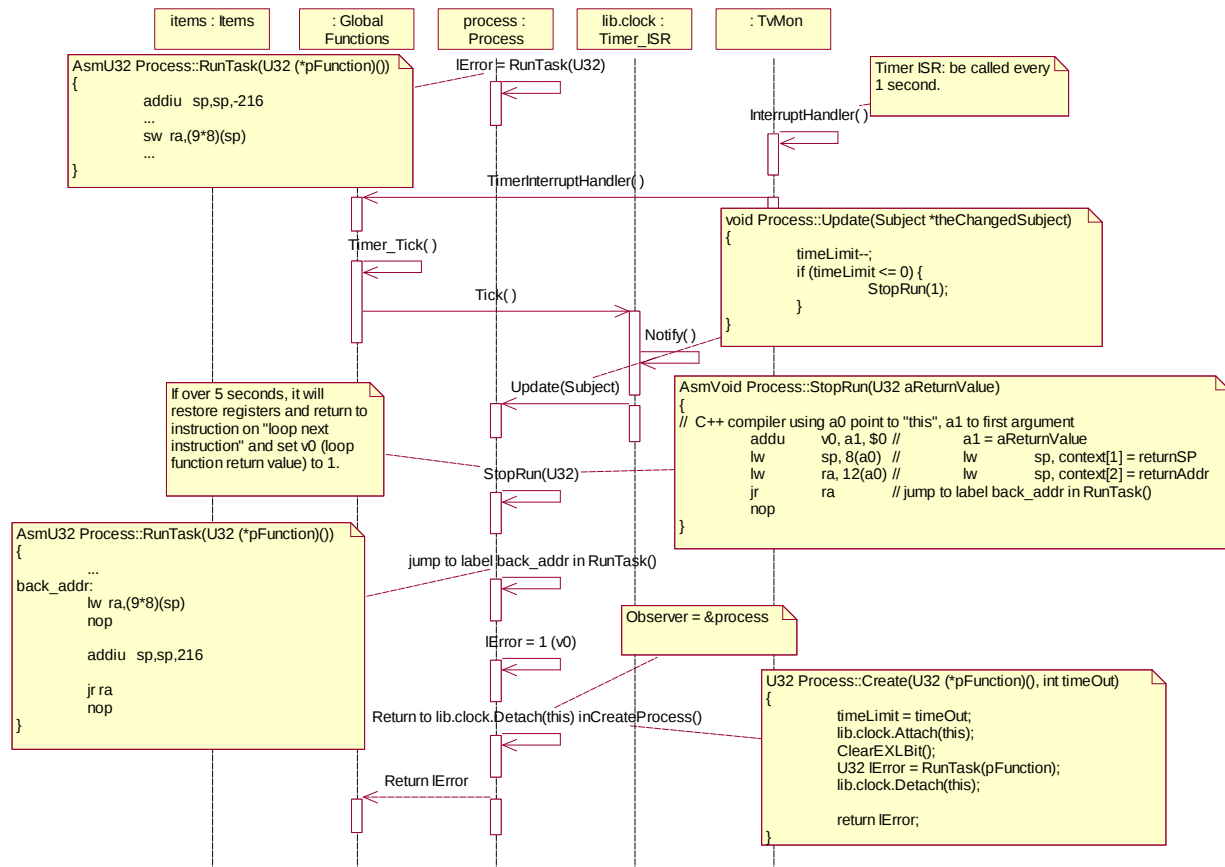 items : Items
: Global
Functions
process :
Process
lib.clock :
Timer_ISR
: TvMon
AsmU32 Process::RunTask(U32 (*pFunction)())
{
addiu sp,sp,-216
...
sw ra,(9*8)(sp)
...
}
lError = RunTask(U32)
Timer ISR: be called every
1 second.
InterruptHandler( )
TimerInterruptHandler( )
void Process::Update(Subject *theChangedSubject)
{
timeLimit--;
if (timeLimit <= 0) {
StopRun(1);
}
}
Timer_Tick( )
Tick( )
Notify( )
Update(Subject)
If over 5 seconds, it will
restore registers and return to
instruction on "loop next
instruction" and set v0 (loop
function return value) to 1.
AsmVoid Process::StopRun(U32 aReturnValue)
{
// C++ compiler using a0 point to "this", a1 to first argument
addu v0, a1, $0 // a1 = aReturnValue
lw sp, 8(a0) // lw sp, context[1] = returnSP
lw ra, 12(a0) // lw sp, context[2] = returnAddr
jr ra // jump to label back_addr in RunTask()
nop
}
StopRun(U32)
AsmU32 Process::RunTask(U32 (*pFunction)())
{
...
back_addr:
lw ra,(9*8)(sp)
nop
addiu sp,sp,216
jr ra
nop
}
jump to label back_addr in RunTask()
Observer = &process
lError = 1 (v0)
U32 Process::Create(U32 (*pFunction)(), int timeOut)
{
timeLimit = timeOut;
lib.clock.Attach(this);
ClearEXLBit();
U32 lError = RunTask(pFunction);
lib.clock.Detach(this);
return lError;
}
Return to lib.clock.Detach(this) inCreateProcess()
Return lError